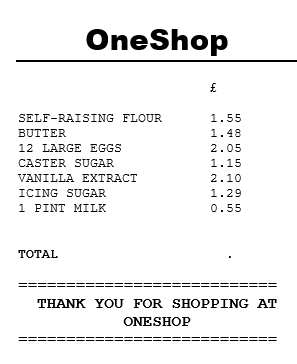 OneShop
£
SELF-RAISING FLOUR 1.55
BUTTER 1.48
12 LARGE EGGS 2.05
CASTER SUGAR 1.15
VANILLA EXTRACT 2.10
ICING SUGAR 1.29
1 PINT MILK 0.55
TOTAL .
===========================
THANK YOU FOR SHOPPING AT
ONESHOP
===========================